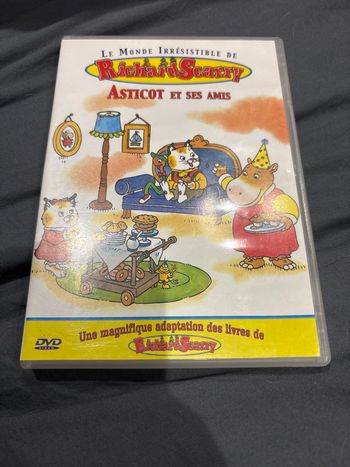 Le Monde Irrésistible de
Richard Scarry
Asticot et ses amis
Une magnifique adaptation des livres de
Richard Scarry
DVD
VIDEO